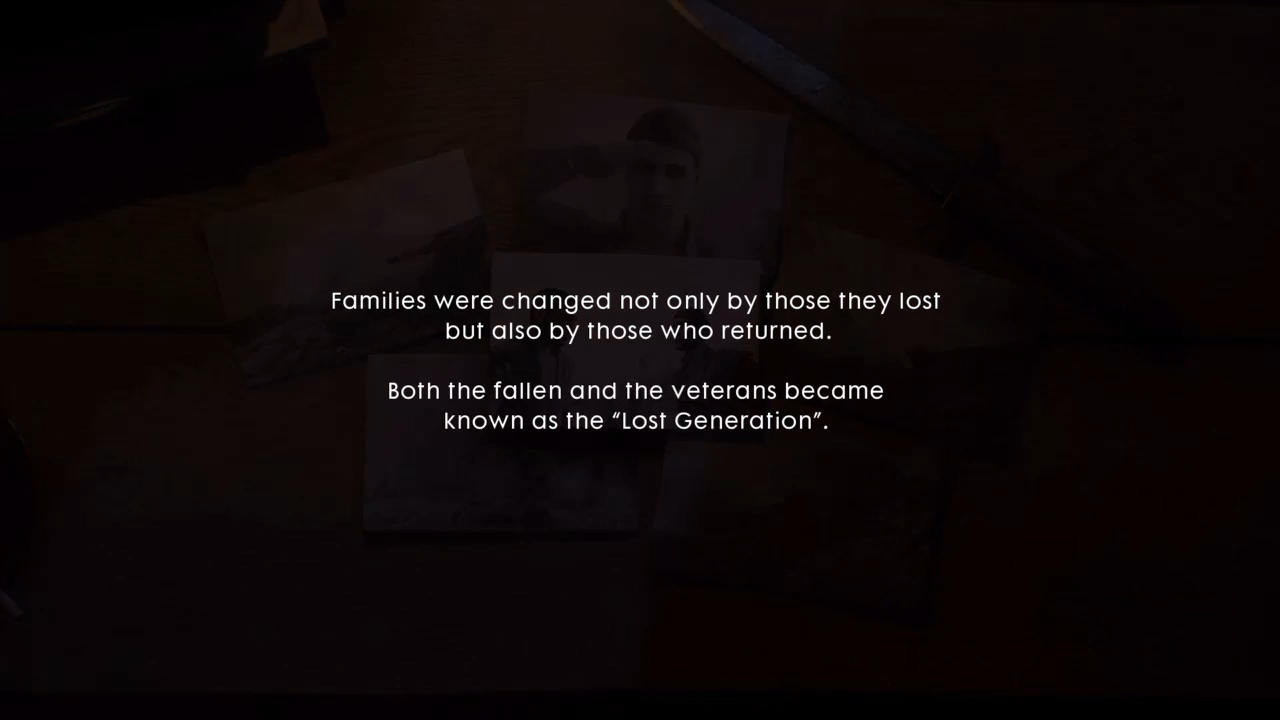 Families were changed not only by those they lost
but also by those who returned.
Both the fallen and the veterans became
known as the “Lost Generation”.